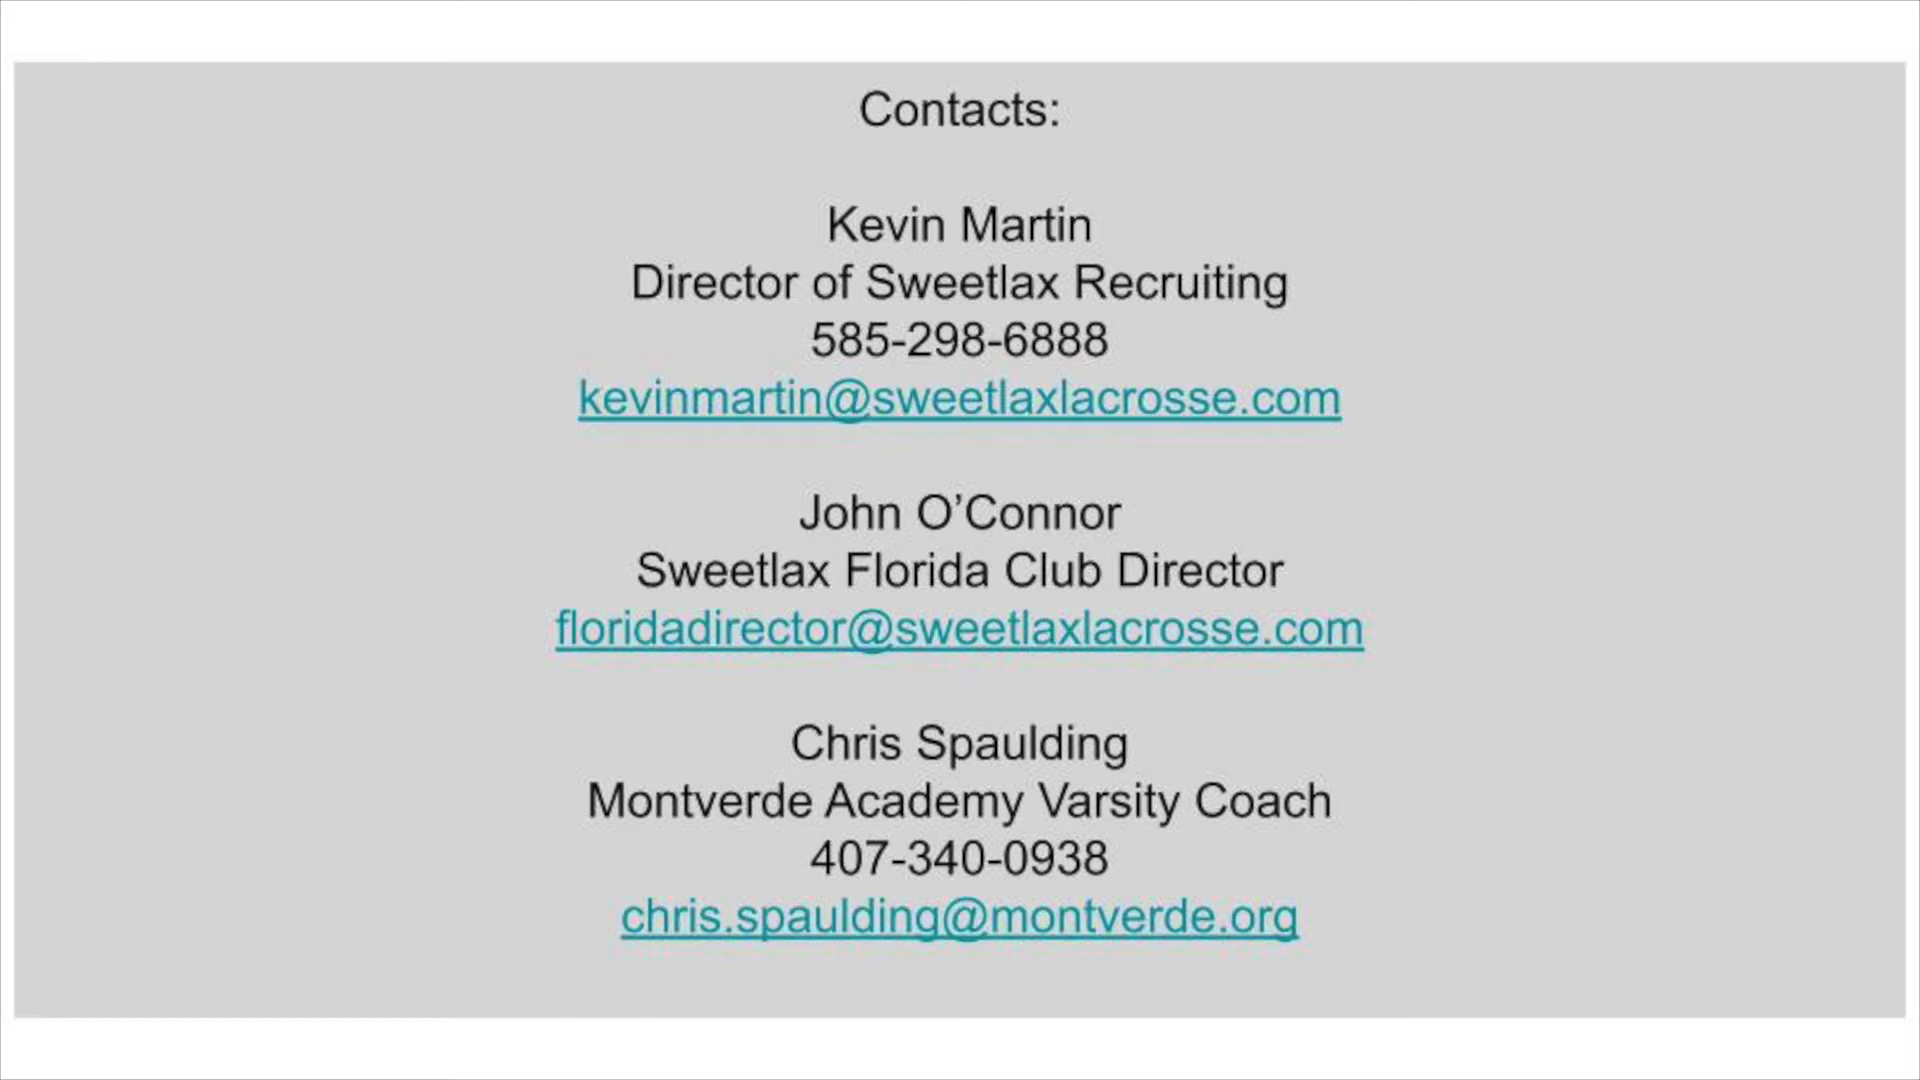 Contacts:
Kevin Martin
Director of Sweetlax Recruiting
585-298-6888
kevinmartin@sweetlaxlacrosse.com
John O’Connor
Sweetlax Florida Club Director
floridadirector@sweetlaxlacrosse.com
Chris Spaulding
Montverde Academy Varsity Coach
407-340-0938
chris.spaulding@montverde.org